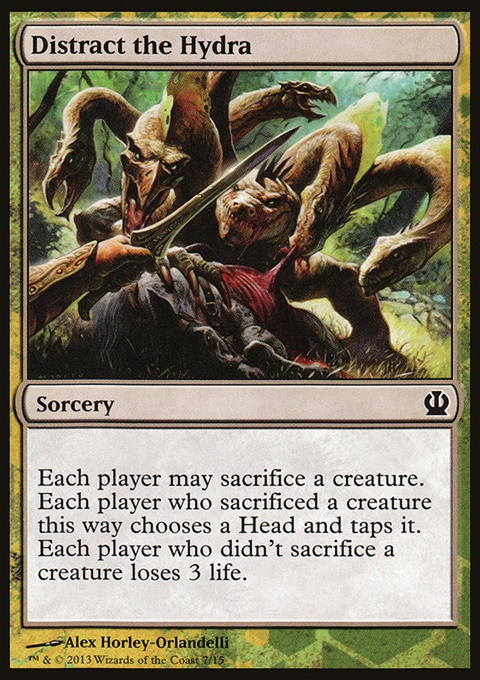 Distract the Hydra
Sorcery
Each player may sacrifice a creature.
Each player who sacrificed a creature
this way chooses a Head and taps it.
Each player who didn't sacrifice a
creature loses 3 life.
Alex Horley-Orlandelli
™ & © 2013 Wizards of the Coast 7/15